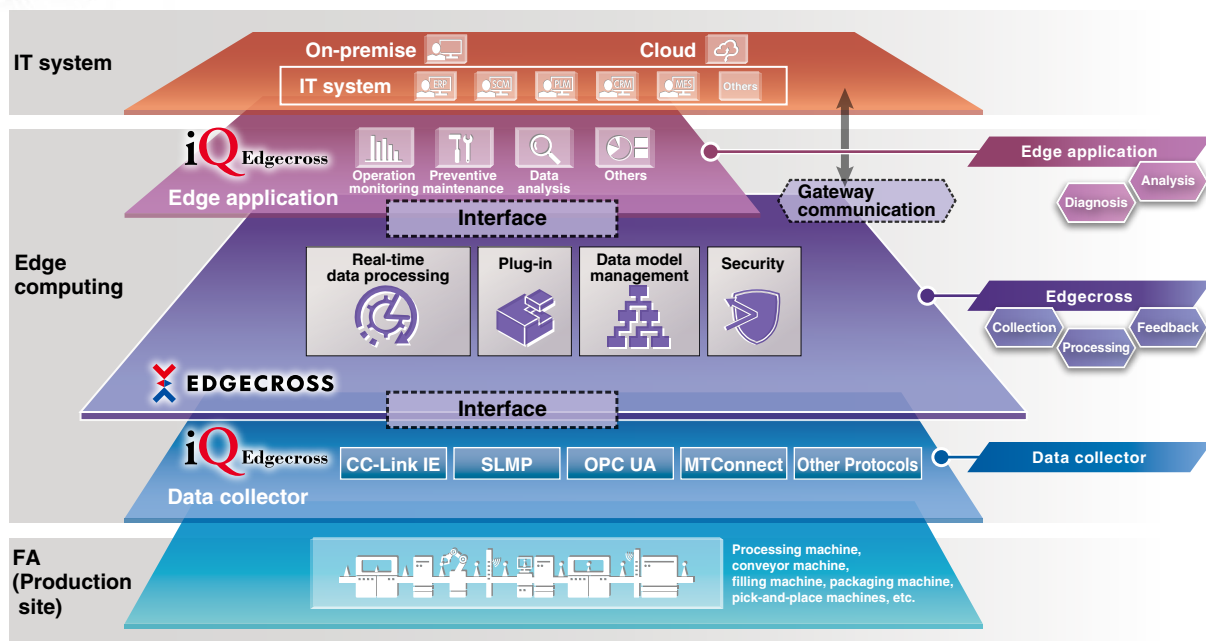 IT system
On-premise
Cloud
IT system
ERP
SCM
PLM
CRM
MES
Others
iQ Edgecross
Edge application
Operation
monitoring
Preventive
maintenance
Data
analysis
Others
Edge application
Analysis
Diagnosis
Interface
Gateway
communication
Edge
computing
Real-time
data processing
Plug-in
Data model
management
Security
Edgecross
Collection
Processing
Feedback
EDGECROSS
Interface
iQ Edgecross
Data collector
CC-Link IE
SLMP
OPC UA
MTConnect
Other Protocols
Data collector
FA
(Production
site)
Processing machine,
conveyor machine,
filling machine, packaging machine,
pick-and-place machines, etc.